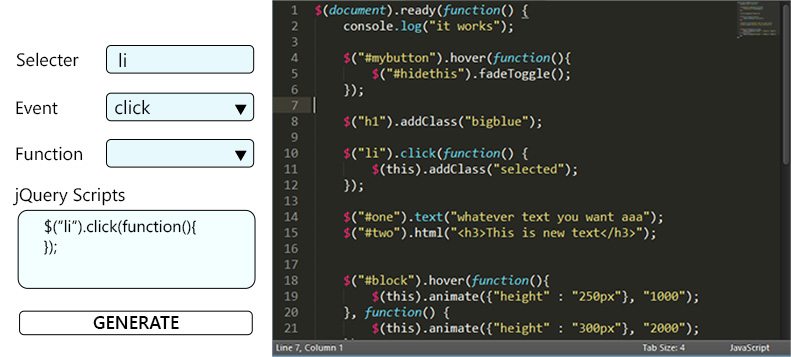 Selecter li
Event click
Function
jQuery Scripts
$(“li”).click(function(){
});
GENERATE
1 $(document).ready(function() {
2 console.log("it works");
3
4 $("#mybutton").hover(function(){
5 $("#hidethis").fadeToggle();
6 });
7
8 $("h1").addClass("bigblue");
9
10 $("li").click(function() {
11 $(this).addClass("selected");
12 });
13
14 $("#one").text("whatever text you want aaa");
15 $("#two").html("<h3>This is new text</h3>");
16
17
18 $("#block").hover(function(){
19 $(this).animate({"height" : "250px"}, "1000");
20 }, function() {
21 $(this).animate({"height" : "300px"}, "2000");
Line 7, Column 1 Tab Size: 4 JavaScript